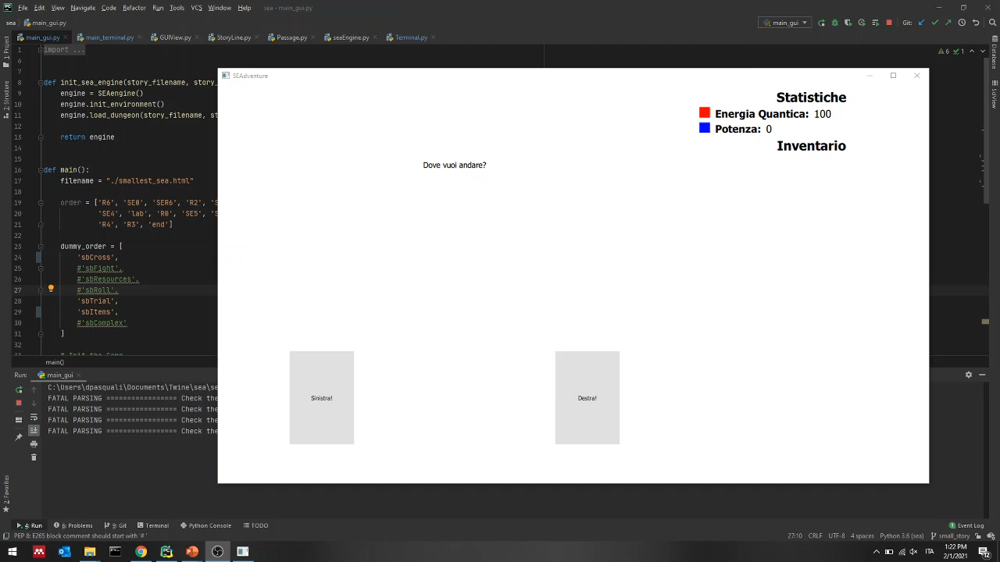 File Edit View Navigate Code Refactor Run Tools VCS Window Help sea - main_gui.py
sea main_gui.py
main_gui Git:
main_gui.py main_terminal.py GUIView.py StoryLine.py Passage.py seaEngine.py Terminal.py
1: Project
7: Structure
2: Favorites
Database
SciView
1 import ...
6
7
8 def init_sea_engine(story_filename, story_
9 engine = SEAengine()
10 engine.init_environment()
11 engine.load_dungeon(story_filename, st
12
13 return engine
14
15
16 def main():
17 filename = "./smallest_sea.html"
18
19 order = ['R6', 'SE0', 'SER6', 'R2', 'S
20 'SE4', 'lab', 'R0', 'SE5', 'S
21 'R4', 'R3', 'end']
22
23 dummy_order = [
24 'sbCross',
25 #'sbFight',
26 #'sbResources',
27 #'sbRoll',
28 'sbTrial',
29 'sbItems',
30 #'sbComplex'
31 ]
32
6 1
main()
SEAdventure
Statistiche
Energia Quantica: 100
Potenza: 0
Inventario
Dove vuoi andare?
Sinistra!
Destra!
Run: main_gui
C:\Users\dpasquali\Documents\Twine\sea\se
FATAL PARSING ================= Check the
FATAL PARSING ================= Check the
FATAL PARSING ================= Check the
FATAL PARSING ================= Check the
4: Run 6: Problems 9: Git Terminal Python Console TODO 1 Event Log
PEP 8: E265 block comment should start with '# ' 27:10 CRLF UTF-8 4 spaces Python 3.6 (sea) small_story
ITA 1:22 PM
2/1/2021